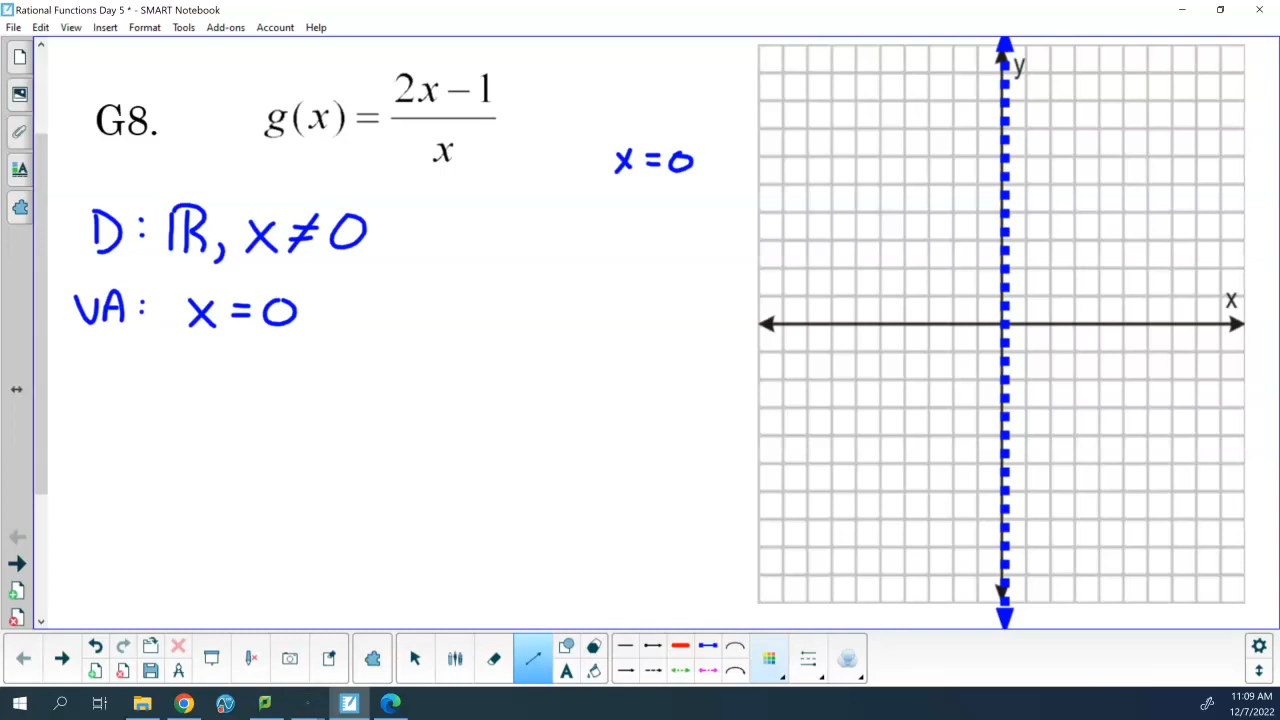 Rational Functions Day 5 * - SMART Notebook
File Edit View Insert Format Tools Add-ons Account Help
G8. g(x) = \frac{2x-1}{x}
x = 0
D: ℝ, x ≠ 0
VA: x = 0
y
x
11:09 AM
12/7/2022